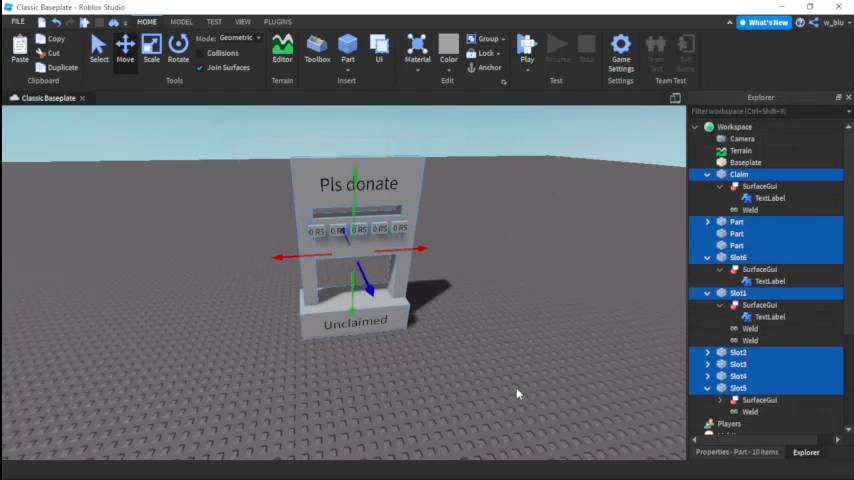 Classic Baseplate - Roblox Studio
FILE HOME MODEL TEST VIEW PLUGINS
What's New w_blu
Paste Copy Cut Duplicate Clipboard
Select Move Scale Rotate
Mode: Geometric
Collisions
Join Surfaces
Tools
Editor Terrain
Toolbox Part UI Insert
Material Color Group Lock Anchor Edit
Play Resume Stop Test
Game Settings Settings
Team Test Exit Game Team Test
Classic Baseplate
Explorer
Filter workspace (Ctrl+Shift+X)
Workspace
Camera
Terrain
Baseplate
Claim
SurfaceGui
TextLabel
Weld
Part
Part
Part
Slot6
SurfaceGui
TextLabel
Slot1
SurfaceGui
TextLabel
Weld
Weld
Slot2
Slot3
Slot4
Slot5
SurfaceGui
Weld
Players
Properties - Part - 10 items Explorer
Pls donate
0 R$ 0 R$ 0 R$ 0 R$ 0 R$
Unclaimed